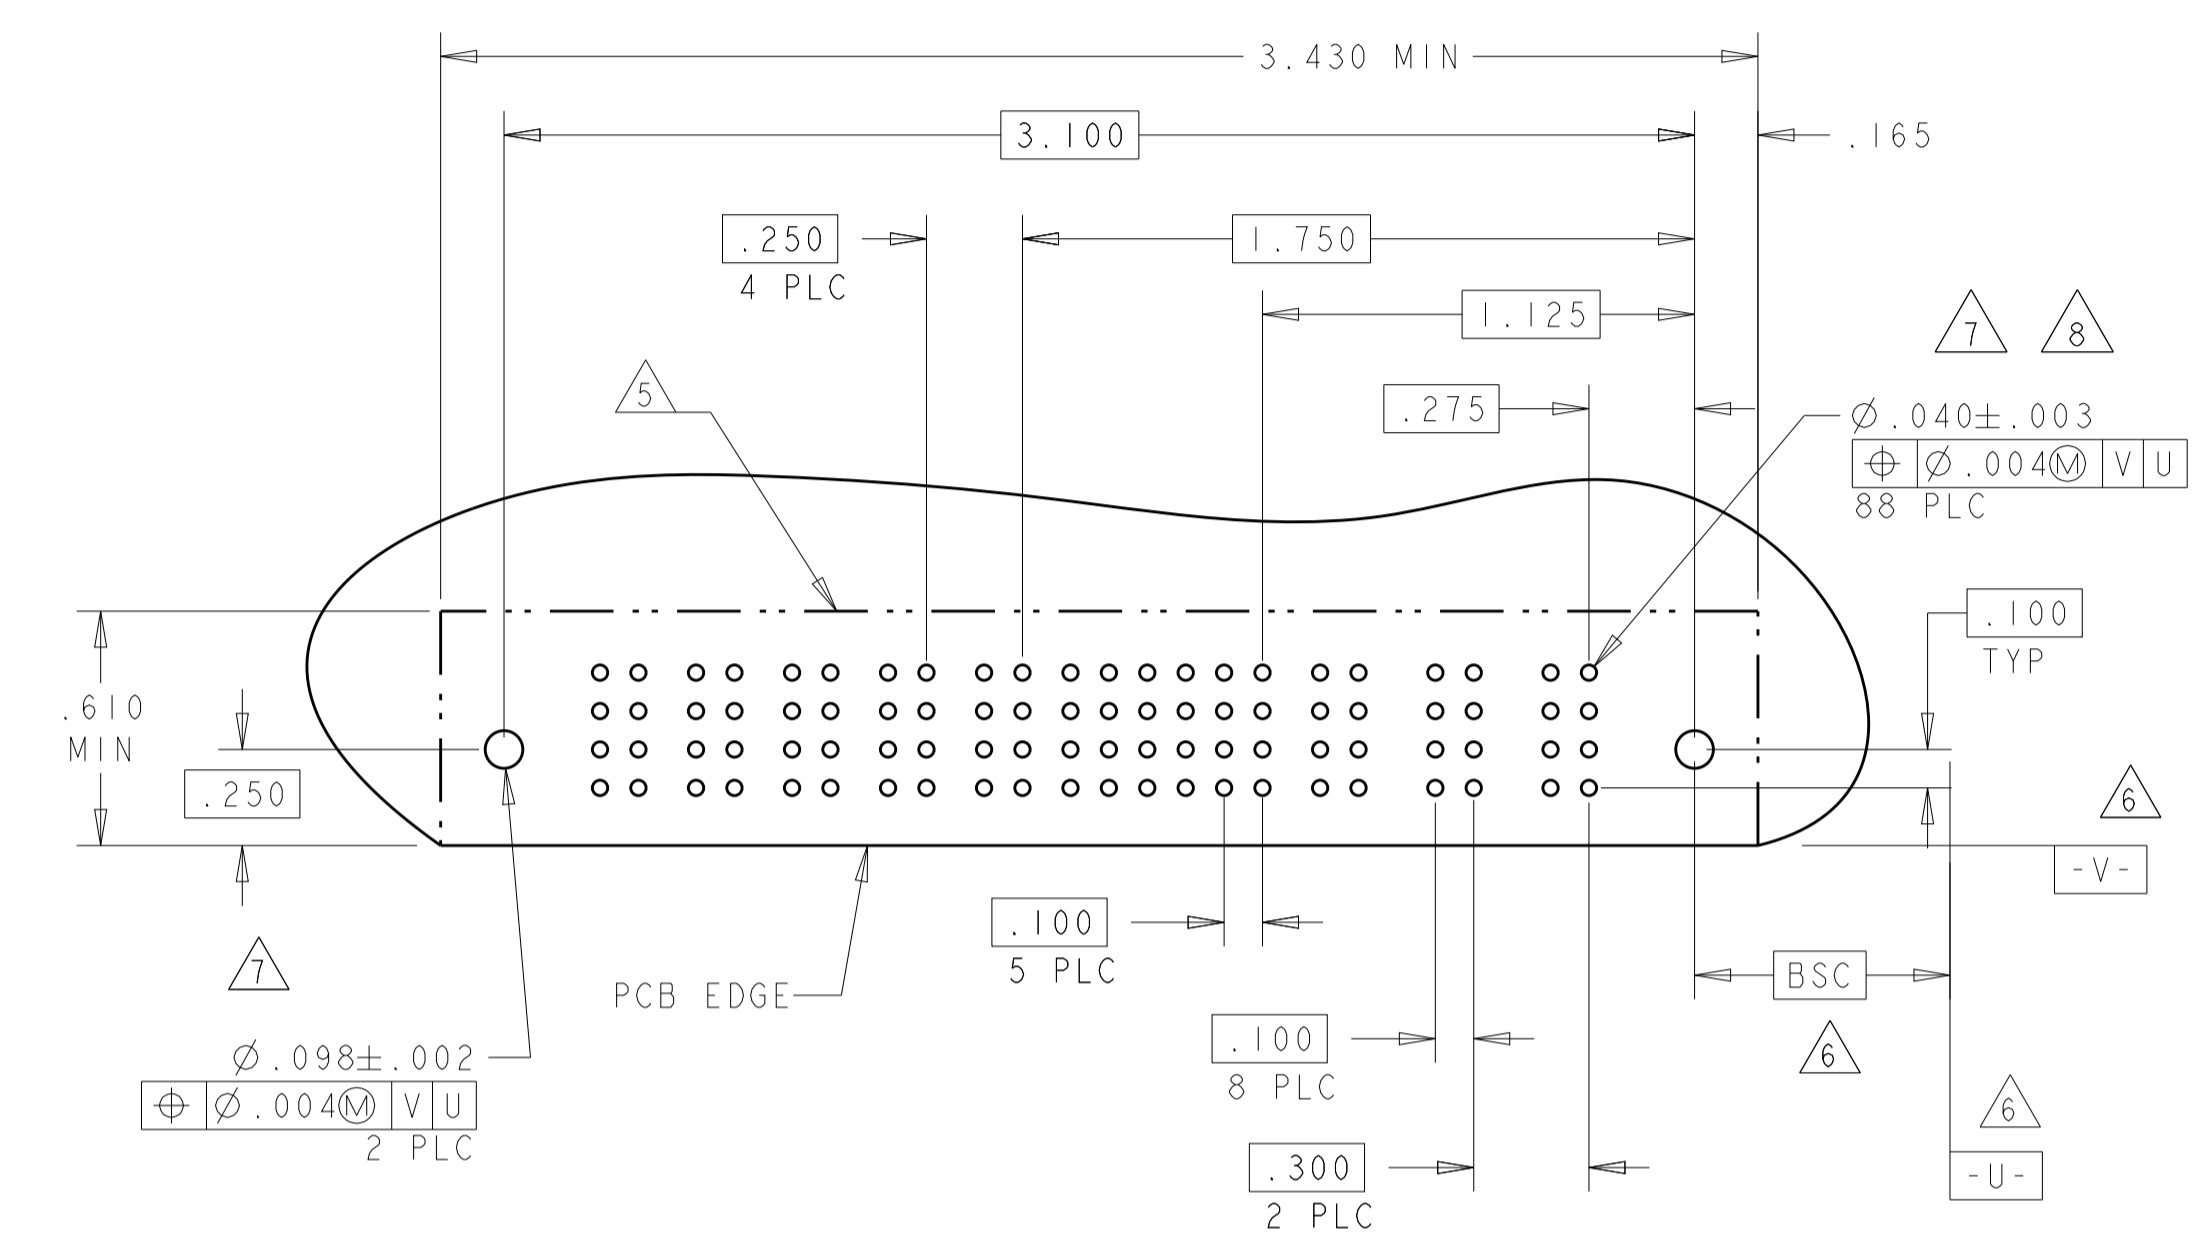 3.430 MIN
3.100
.165
.250
4 PLC
1.750
1.125
7 8
5
.275
Ø.040±.003
⌖ Ø.004Ⓜ V U
88 PLC
.100
TYP
.610
MIN
.250
6
-V-
.100
5 PLC
7
BSC
PCB EDGE
.100
8 PLC
6
Ø.098±.002
⌖ Ø.004Ⓜ V U
2 PLC
6
.300
2 PLC
-U-